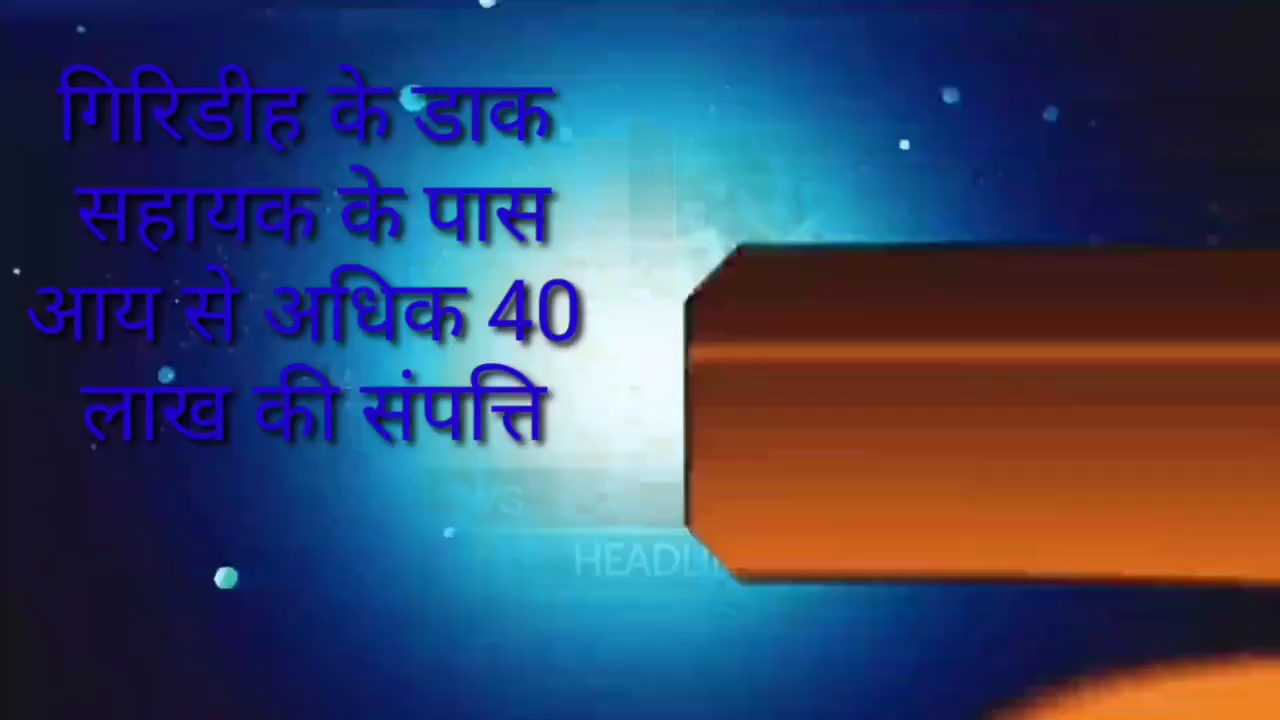 गिरिडीह के डाक
सहायक के पास
आय से अधिक 40
लाख की संपत्ति